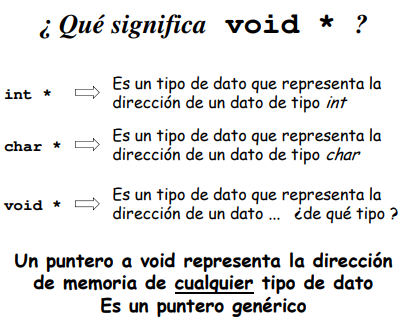 ¿ Qué significa void * ?
int * Es un tipo de dato que representa la
dirección de un dato de tipo int
char * Es un tipo de dato que representa la
dirección de un dato de tipo char
void * Es un tipo de dato que representa la
dirección de un dato ... ¿de qué tipo ?
Un puntero a void representa la dirección
de memoria de cualquier tipo de dato
Es un puntero genérico